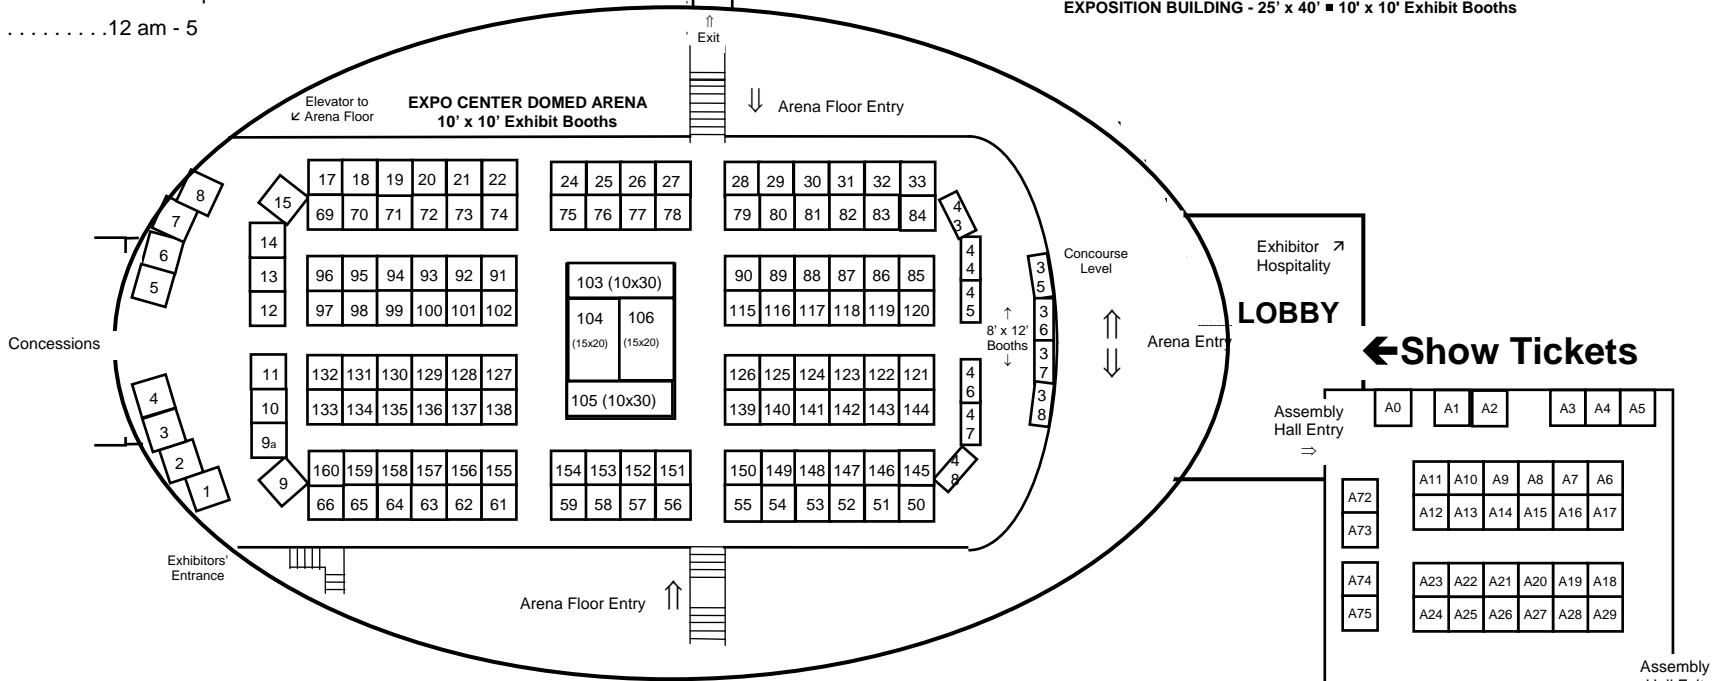 EXPOSITION BUILDING - 25' x 40' ■ 10' x 10' Exhibit Booths
. . . . . . . . .12 am - 5
⇑
Exit
Elevator to
↙ Arena Floor
EXPO CENTER DOMED ARENA
10' x 10' Exhibit Booths
⇓ Arena Floor Entry
8
7
6
5
15
14
13
12
17 18 19 20 21 22
69 70 71 72 73 74
24 25 26 27
75 76 77 78
28 29 30 31 32 33
79 80 81 82 83 84
96 95 94 93 92 91
97 98 99 100 101 102
103 (10x30)
104 106
(15x20) (15x20)
105 (10x30)
90 89 88 87 86 85
115 116 117 118 119 120
43
44
45
35
36
37
38
↑
8' x 12'
Booths
↓
Concourse
Level
⇑
⇓
Arena Entry
Exhibitor ↗
Hospitality
LOBBY
←Show Tickets
Concessions
4
3
2
1
11
10
9a
9
132 131 130 129 128 127
133 134 135 136 137 138
126 125 124 123 122 121
139 140 141 142 143 144
46
47
48
160 159 158 157 156 155
66 65 64 63 62 61
154 153 152 151
59 58 57 56
150 149 148 147 146 145
55 54 53 52 51 50
Exhibitors'
Entrance
Arena Floor Entry ⇑
Assembly
Hall Entry
⇒
A0 A1 A2 A3 A4 A5
A72
A73
A11 A10 A9 A8 A7 A6
A12 A13 A14 A15 A16 A17
A74
A75
A23 A22 A21 A20 A19 A18
A24 A25 A26 A27 A28 A29
Assembly